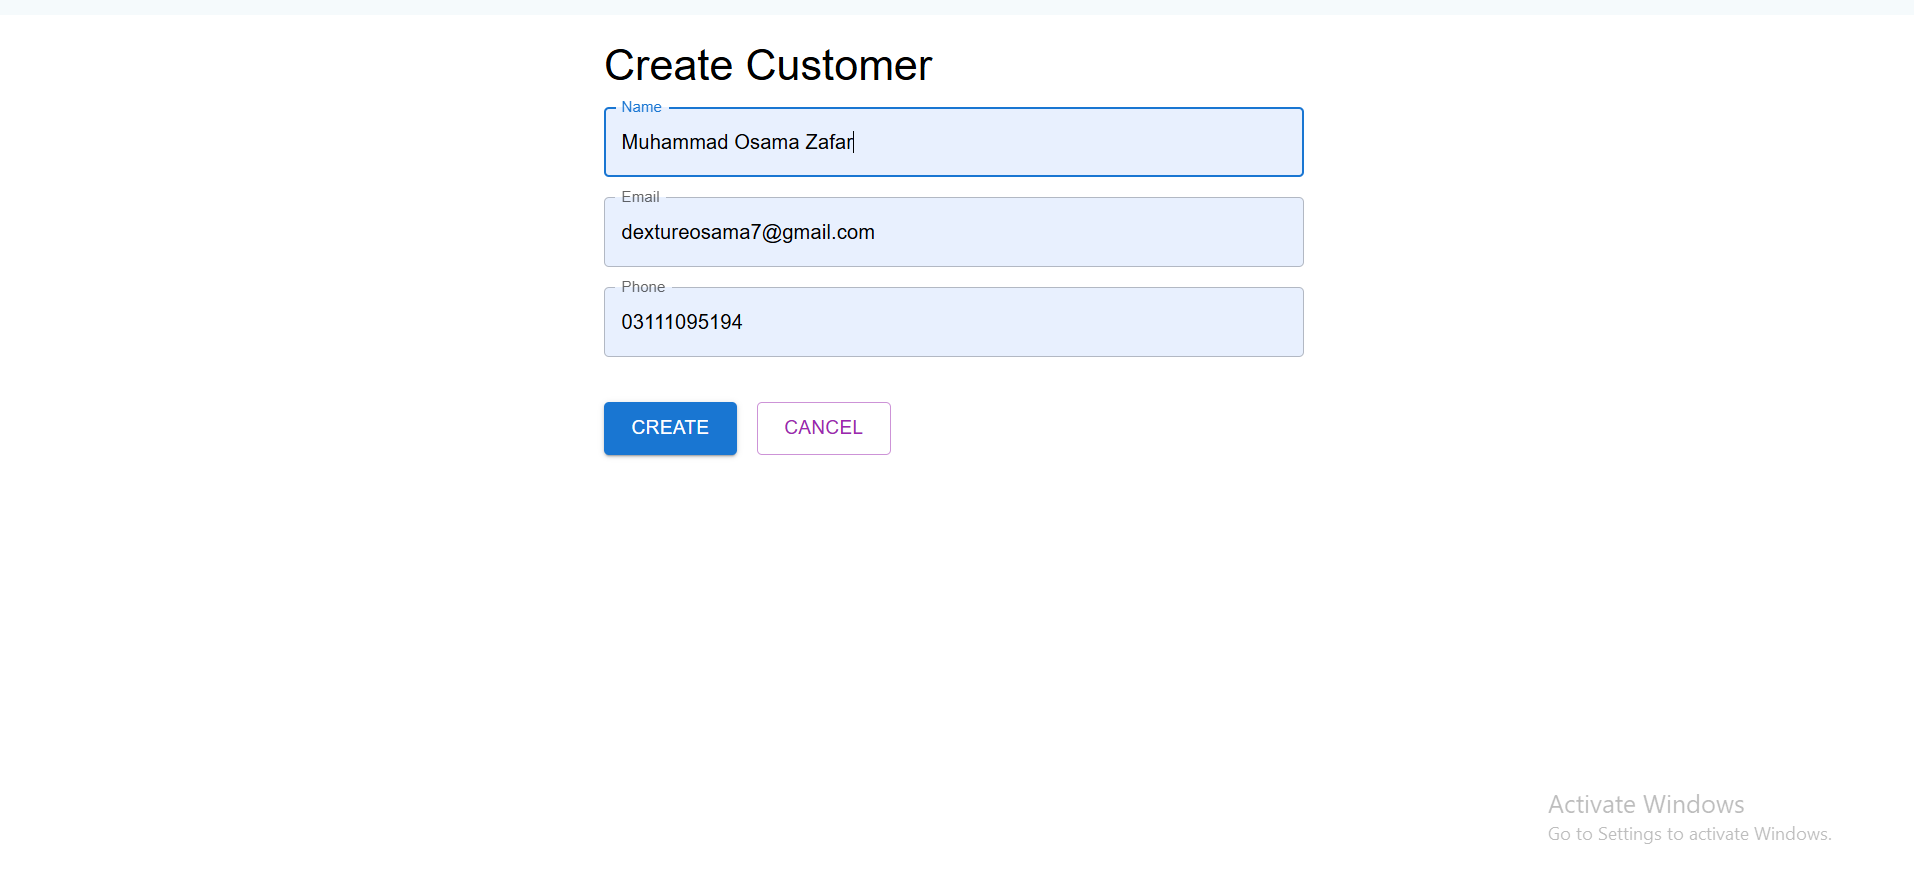 Create Customer
Name
Muhammad Osama Zafar
Email
dextureosama7@gmail.com
Phone
03111095194
CREATE CANCEL
Activate Windows
Go to Settings to activate Windows.